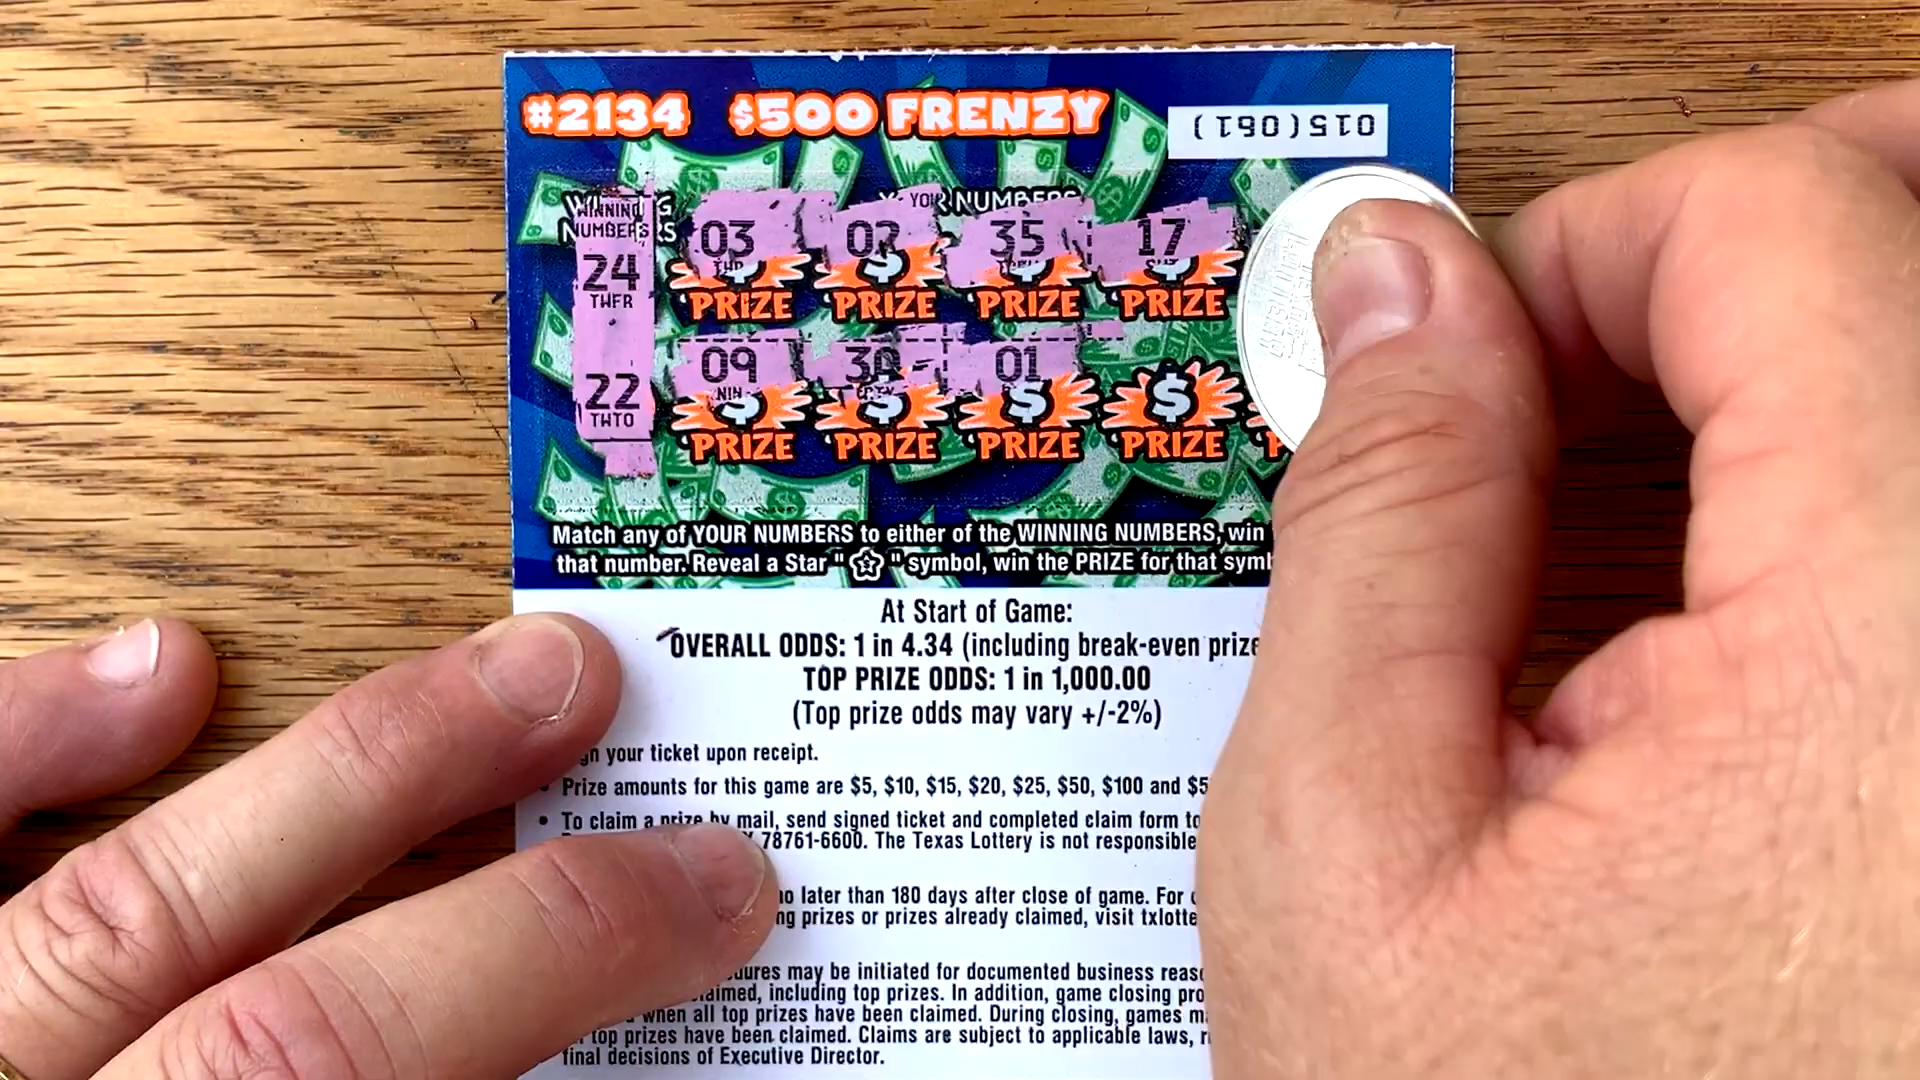 #2134 $500 FRENZY
015(061)
WINNING NUMBERS
YOUR NUMBERS
24 TWFR
03 02 35 17
PRIZE PRIZE PRIZE PRIZE
22 TWTO
09 NIN 30 01
PRIZE PRIZE PRIZE PRIZE
Match any of YOUR NUMBERS to either of the WINNING NUMBERS, win
that number. Reveal a Star " " symbol, win the PRIZE for that
At Start of Game:
OVERALL ODDS: 1 in 4.34 (including break-even
TOP PRIZE ODDS: 1 in 1,000.00
(Top prize odds may vary +/-2%)
your ticket upon receipt.
• Prize amounts for this game are $5, $10, $15, $20, $25, $50, $100 and
• To claim a prize by mail, send signed ticket and completed claim form to
78761-6600. The Texas Lottery is not responsible
no later than 180 days after close of game. For
prizes or prizes already claimed, visit
may be initiated for documented business
claimed, including top prizes. In addition, game closing
when all top prizes have been claimed. During closing, games
top prizes have been claimed. Claims are subject to applicable laws,
final decisions of Executive Director.